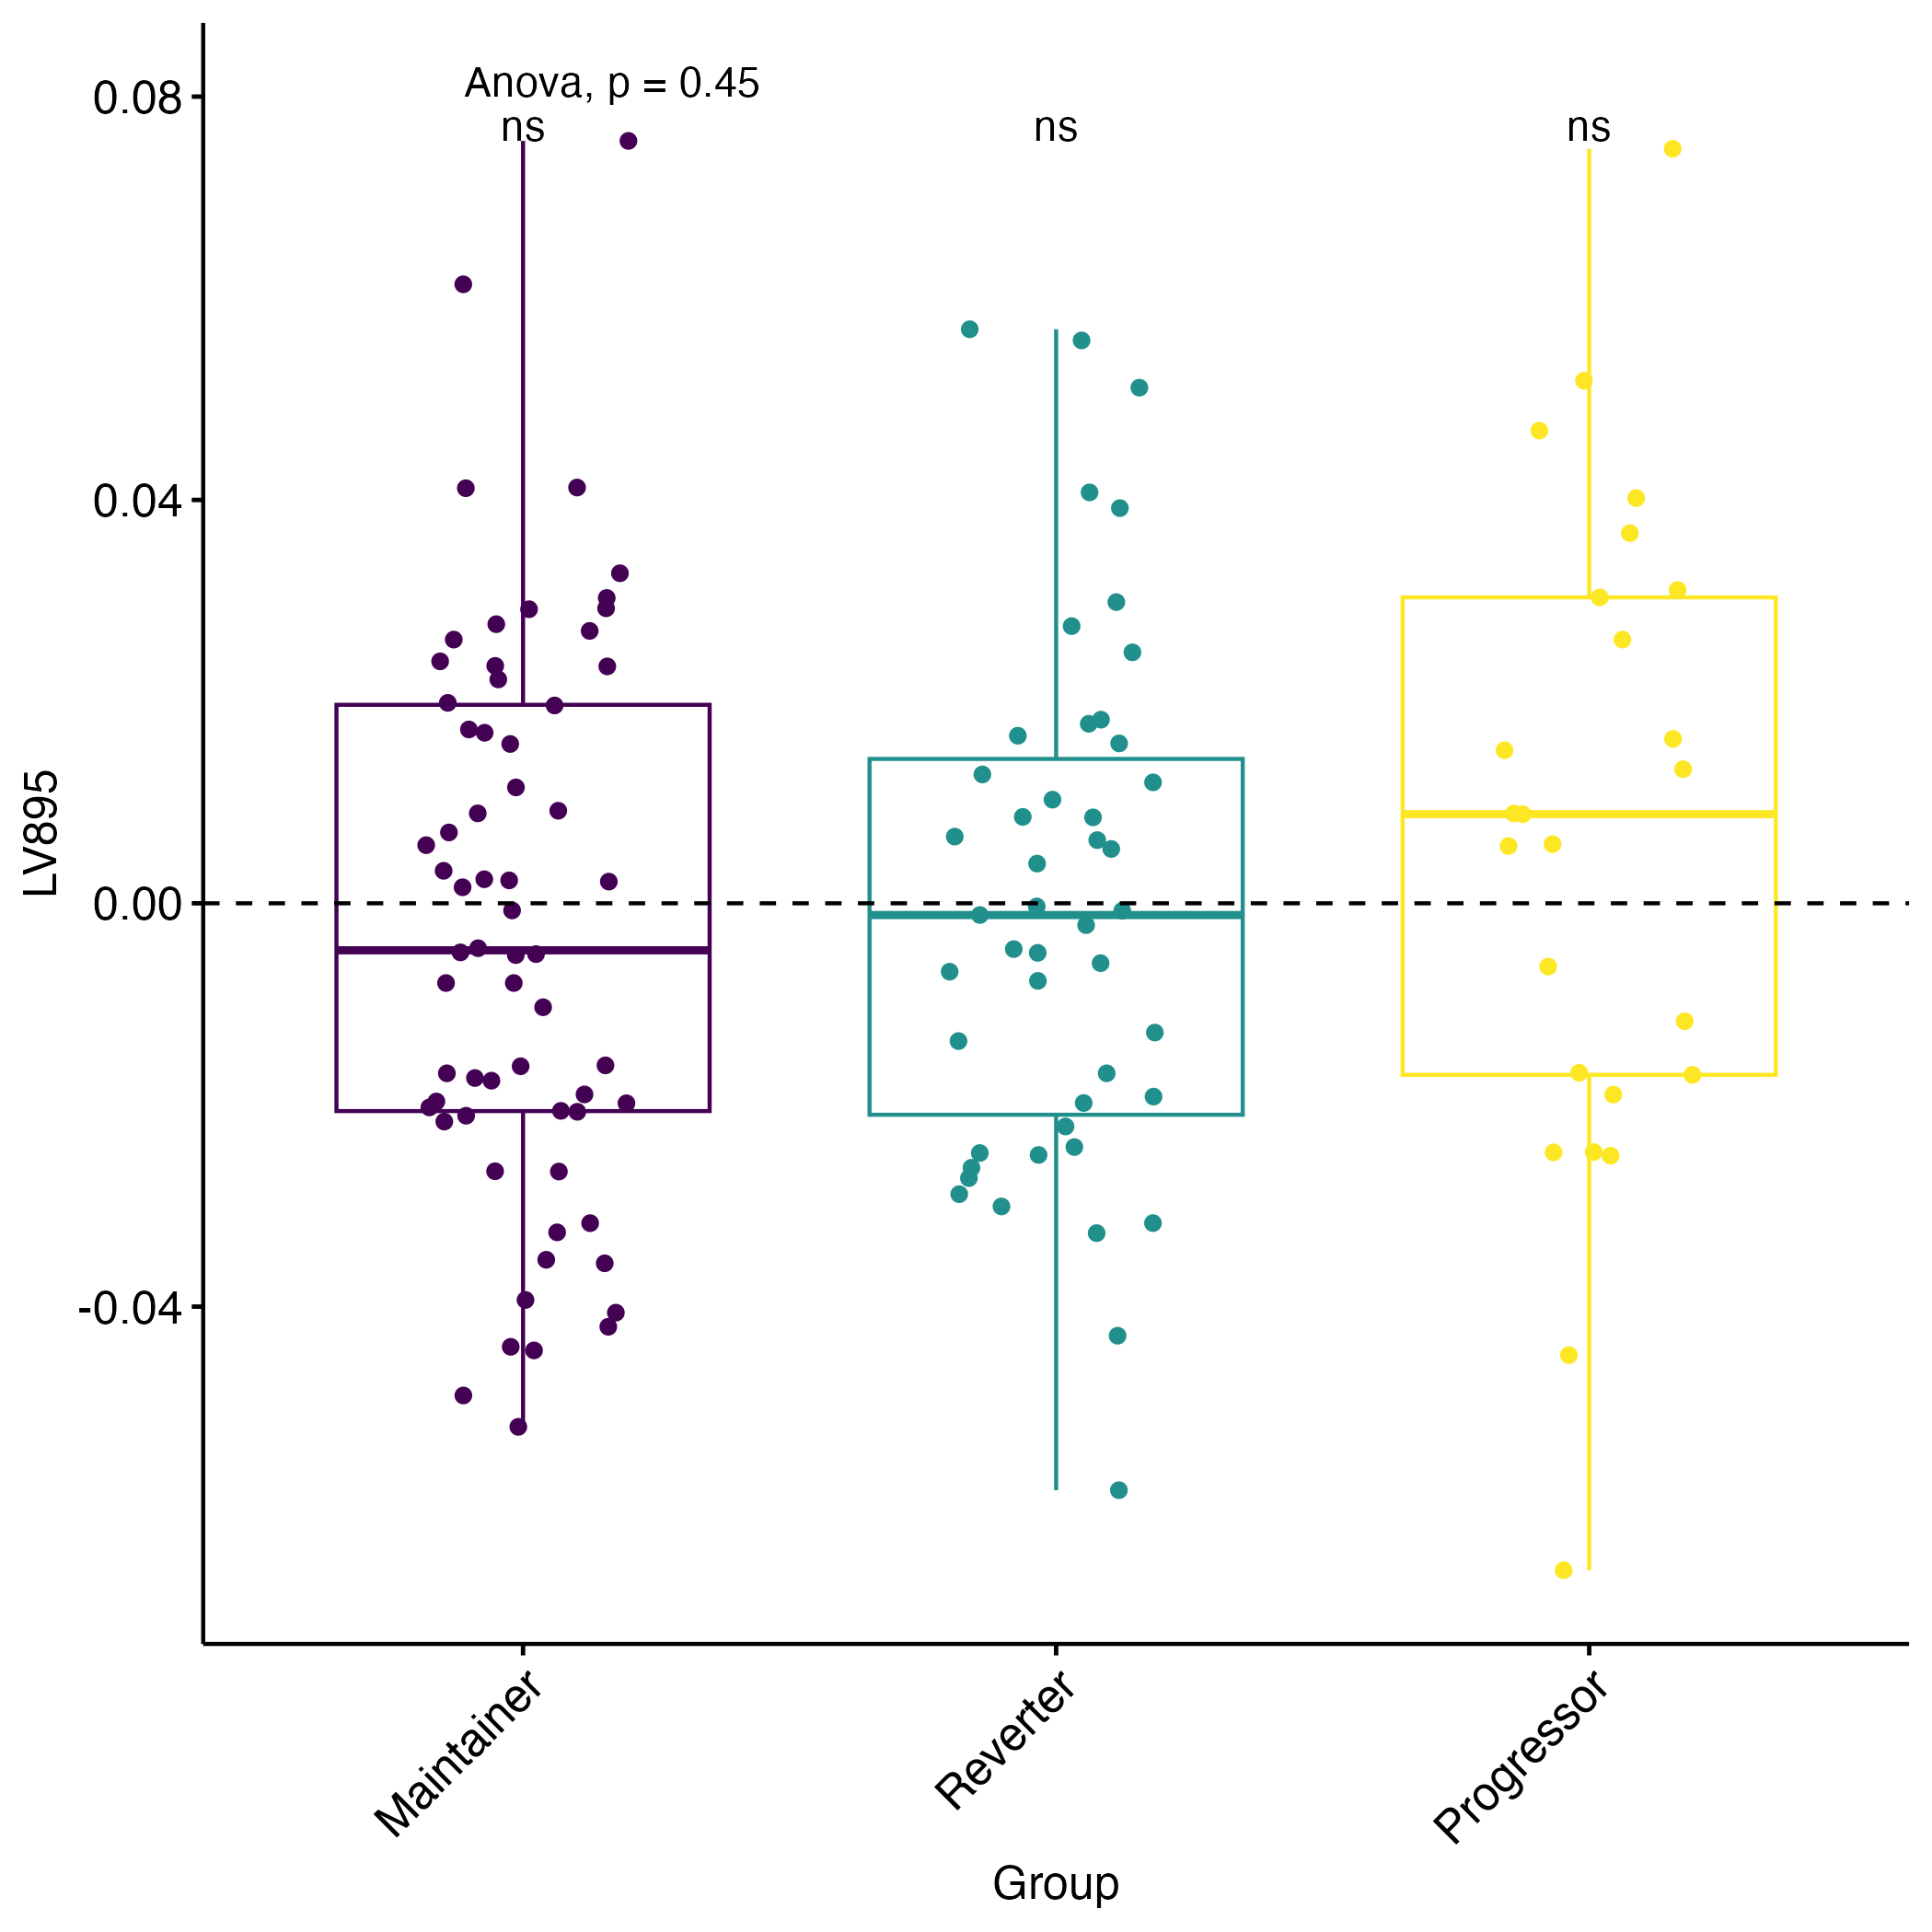 Anova, p = 0.45
ns ns ns
0.08
0.04
0.00
-0.04
LV895
Maintainer
Reverter
Progressor
Group